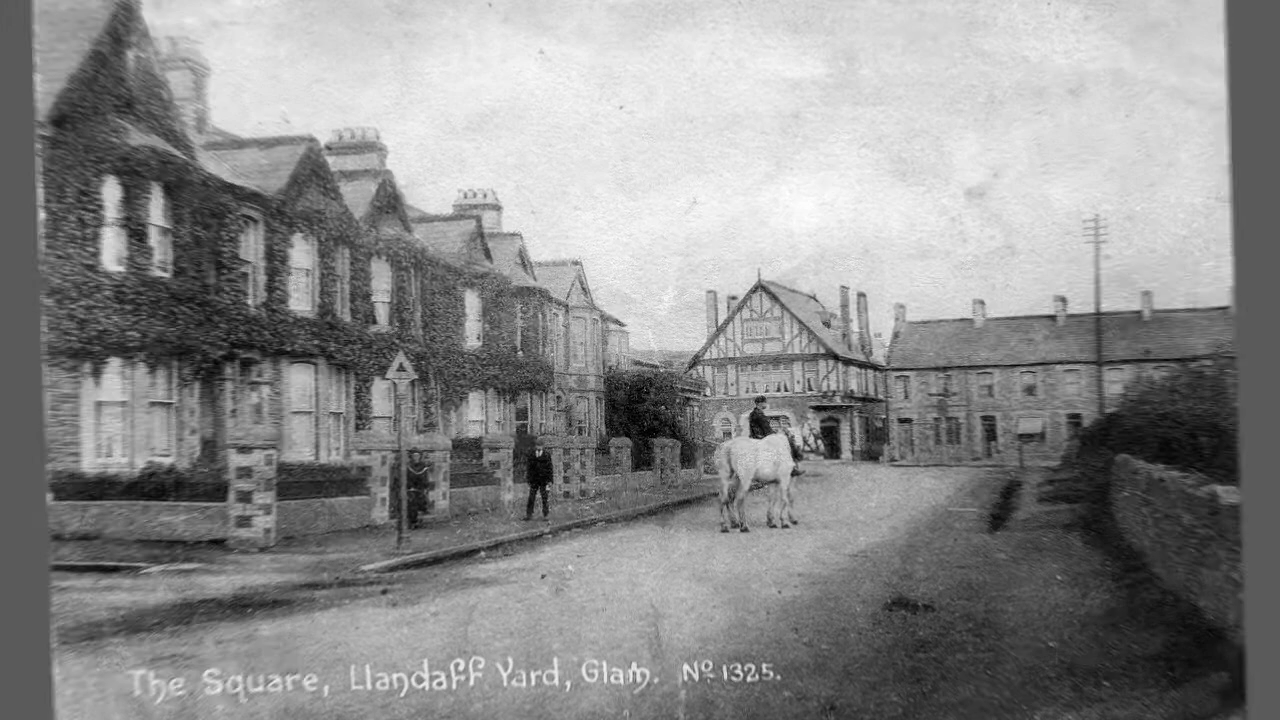 The Square, Llandaff Yard, Glam. No 1325.